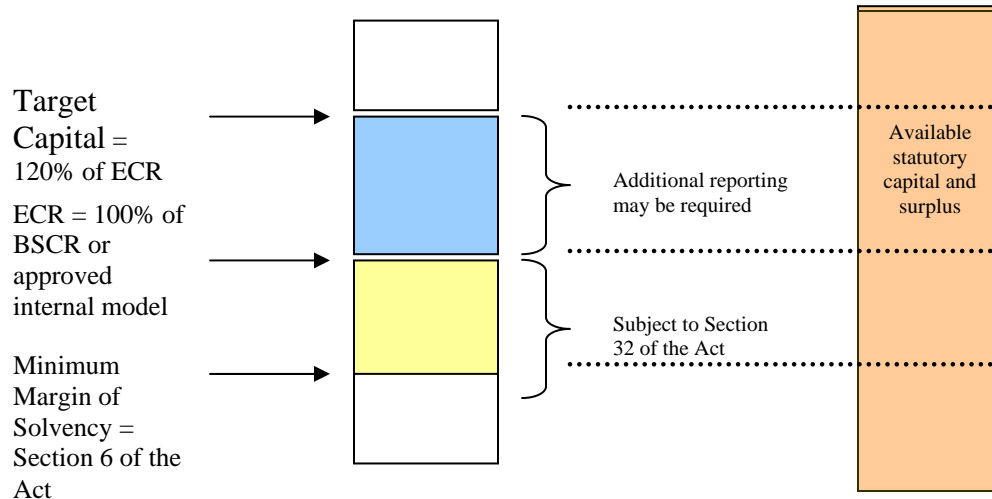 Target
Capital =
120% of ECR
ECR = 100% of
BSCR or
approved
internal model
Minimum
Margin of
Solvency =
Section 6 of the
Act
Additional reporting
may be required
Subject to Section
32 of the Act
Available
statutory
capital and
surplus